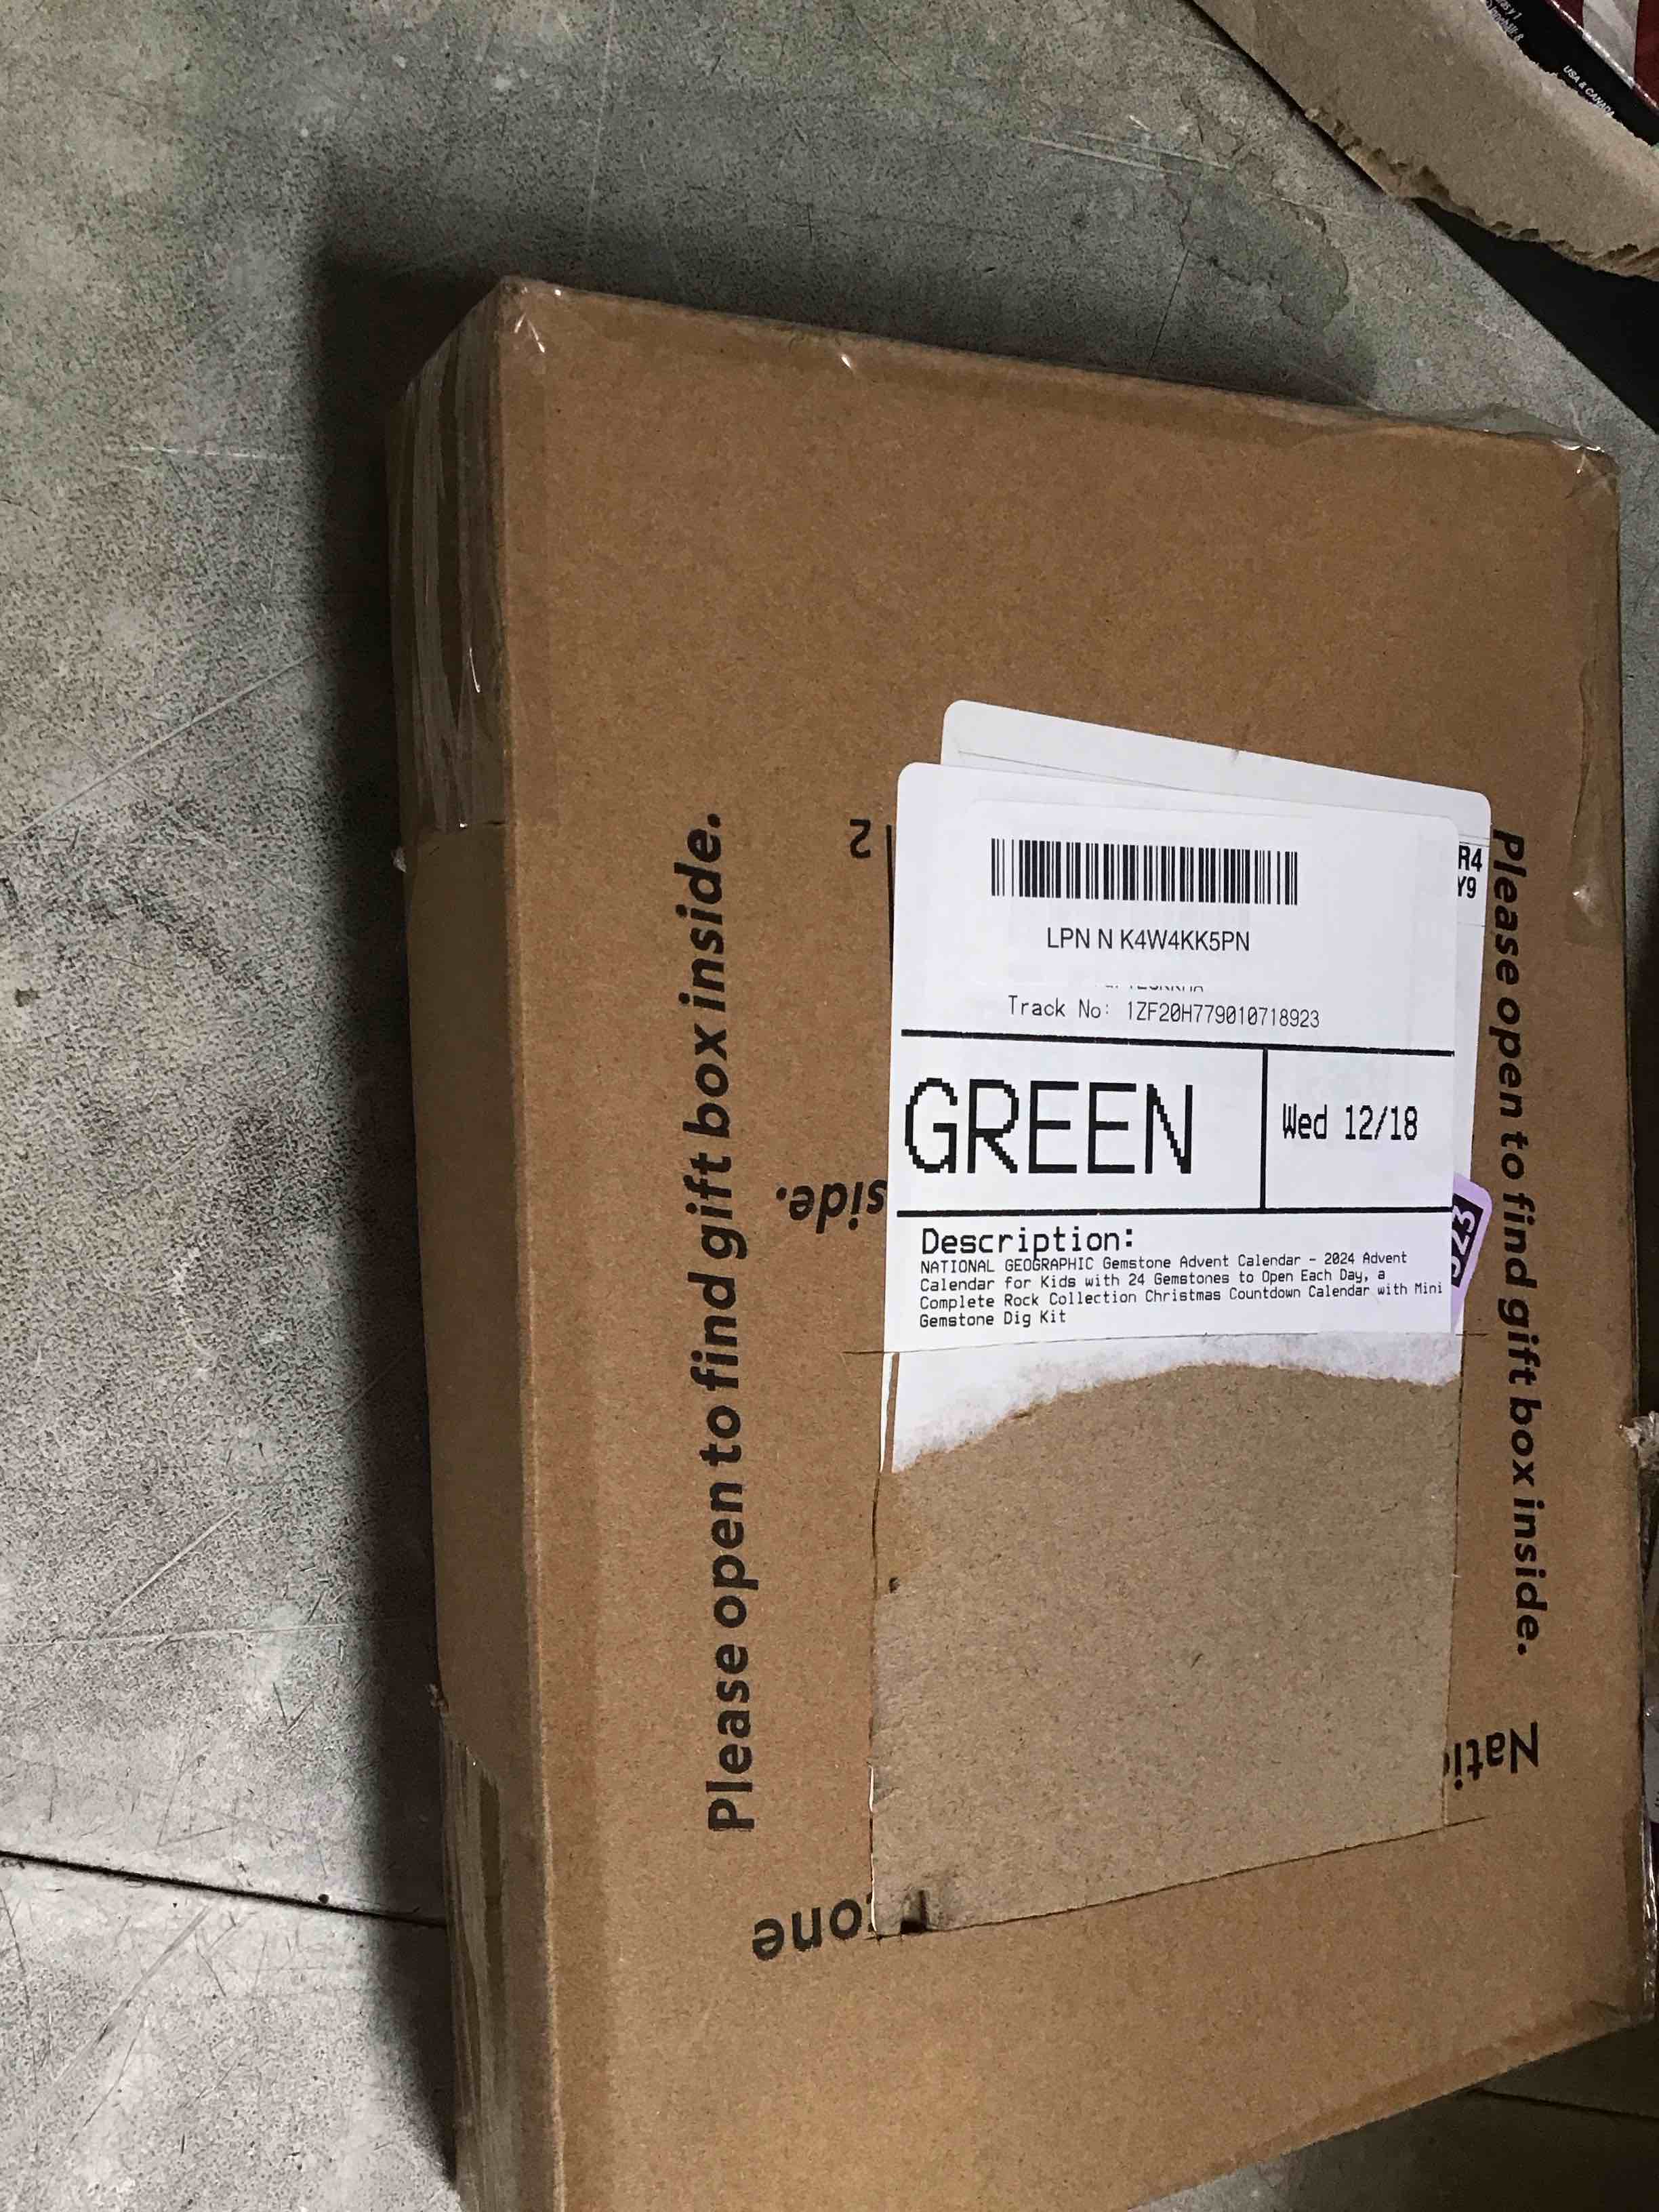 USA & CANADA
Please open to find gift box inside.
2
side.
one
R4
Y9
LPN N K4W4KK5PN
Track No: 1ZF20H779010718923
GREEN
Wed 12/18
Description:
NATIONAL GEOGRAPHIC Gemstone Advent Calendar - 2024 Advent
Calendar for Kids with 24 Gemstones to Open Each Day, a
Complete Rock Collection Christmas Countdown Calendar with Mini
Gemstone Dig Kit
Please open to find gift box inside.
Nati